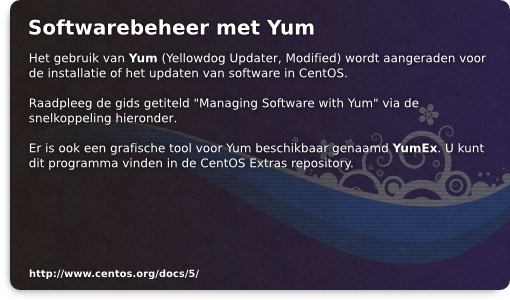 Softwarebeheer met Yum
Het gebruik van Yum (Yellowdog Updater, Modified) wordt aangeraden voor
de installatie of het updaten van software in CentOS.
Raadpleeg de gids getiteld "Managing Software with Yum" via de
snelkoppeling hieronder.
Er is ook een grafische tool voor Yum beschikbaar genaamd YumEx. U kunt
dit programma vinden in de CentOS Extras repository.
http://www.centos.org/docs/5/